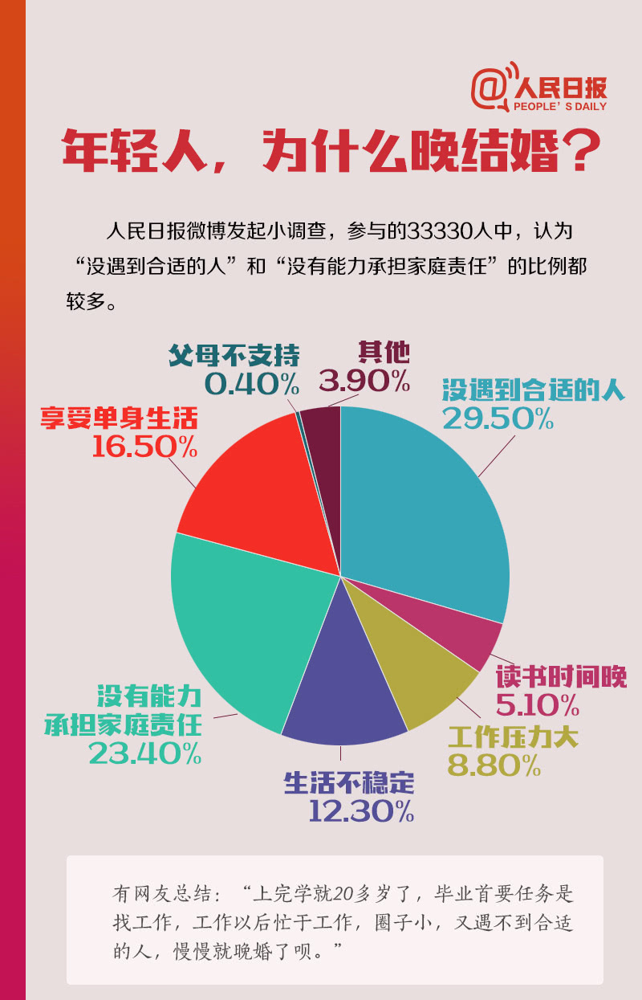 @人民日报
PEOPLE'S DAILY
年轻人，为什么晚结婚？
人民日报微博发起小调查，参与的33330人中，认为
“没遇到合适的人”和“没有能力承担家庭责任”的比例都
较多。
父母不支持
0.40%
其他
3.90%
没遇到合适的人
29.50%
享受单身生活
16.50%
读书时间晚
5.10%
没有能力
承担家庭责任
23.40%
工作压力大
8.80%
生活不稳定
12.30%
有网友总结：“上完学就20多岁了，毕业首要任务是
找工作，工作以后忙于工作，圈子小，又遇不到合适
的人，慢慢就晚婚了呗。”